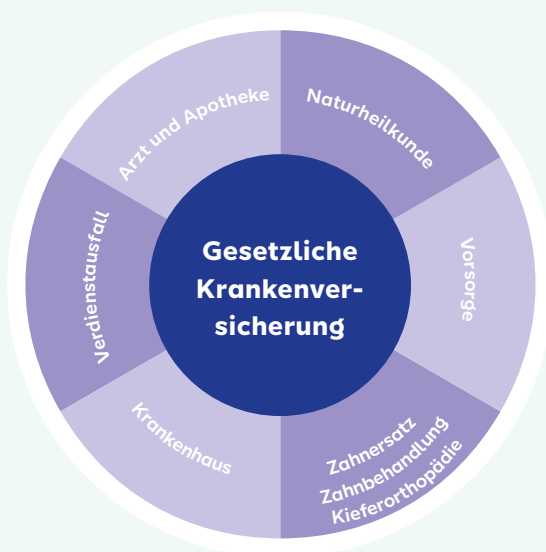 Gesetzliche
Krankenver-
sicherung
Arzt und Apotheke
Naturheilkunde
Vorsorge
Zahnersatz
Zahnbehandlung
Kieferorthopädie
Krankenhaus
Verdienstausfall